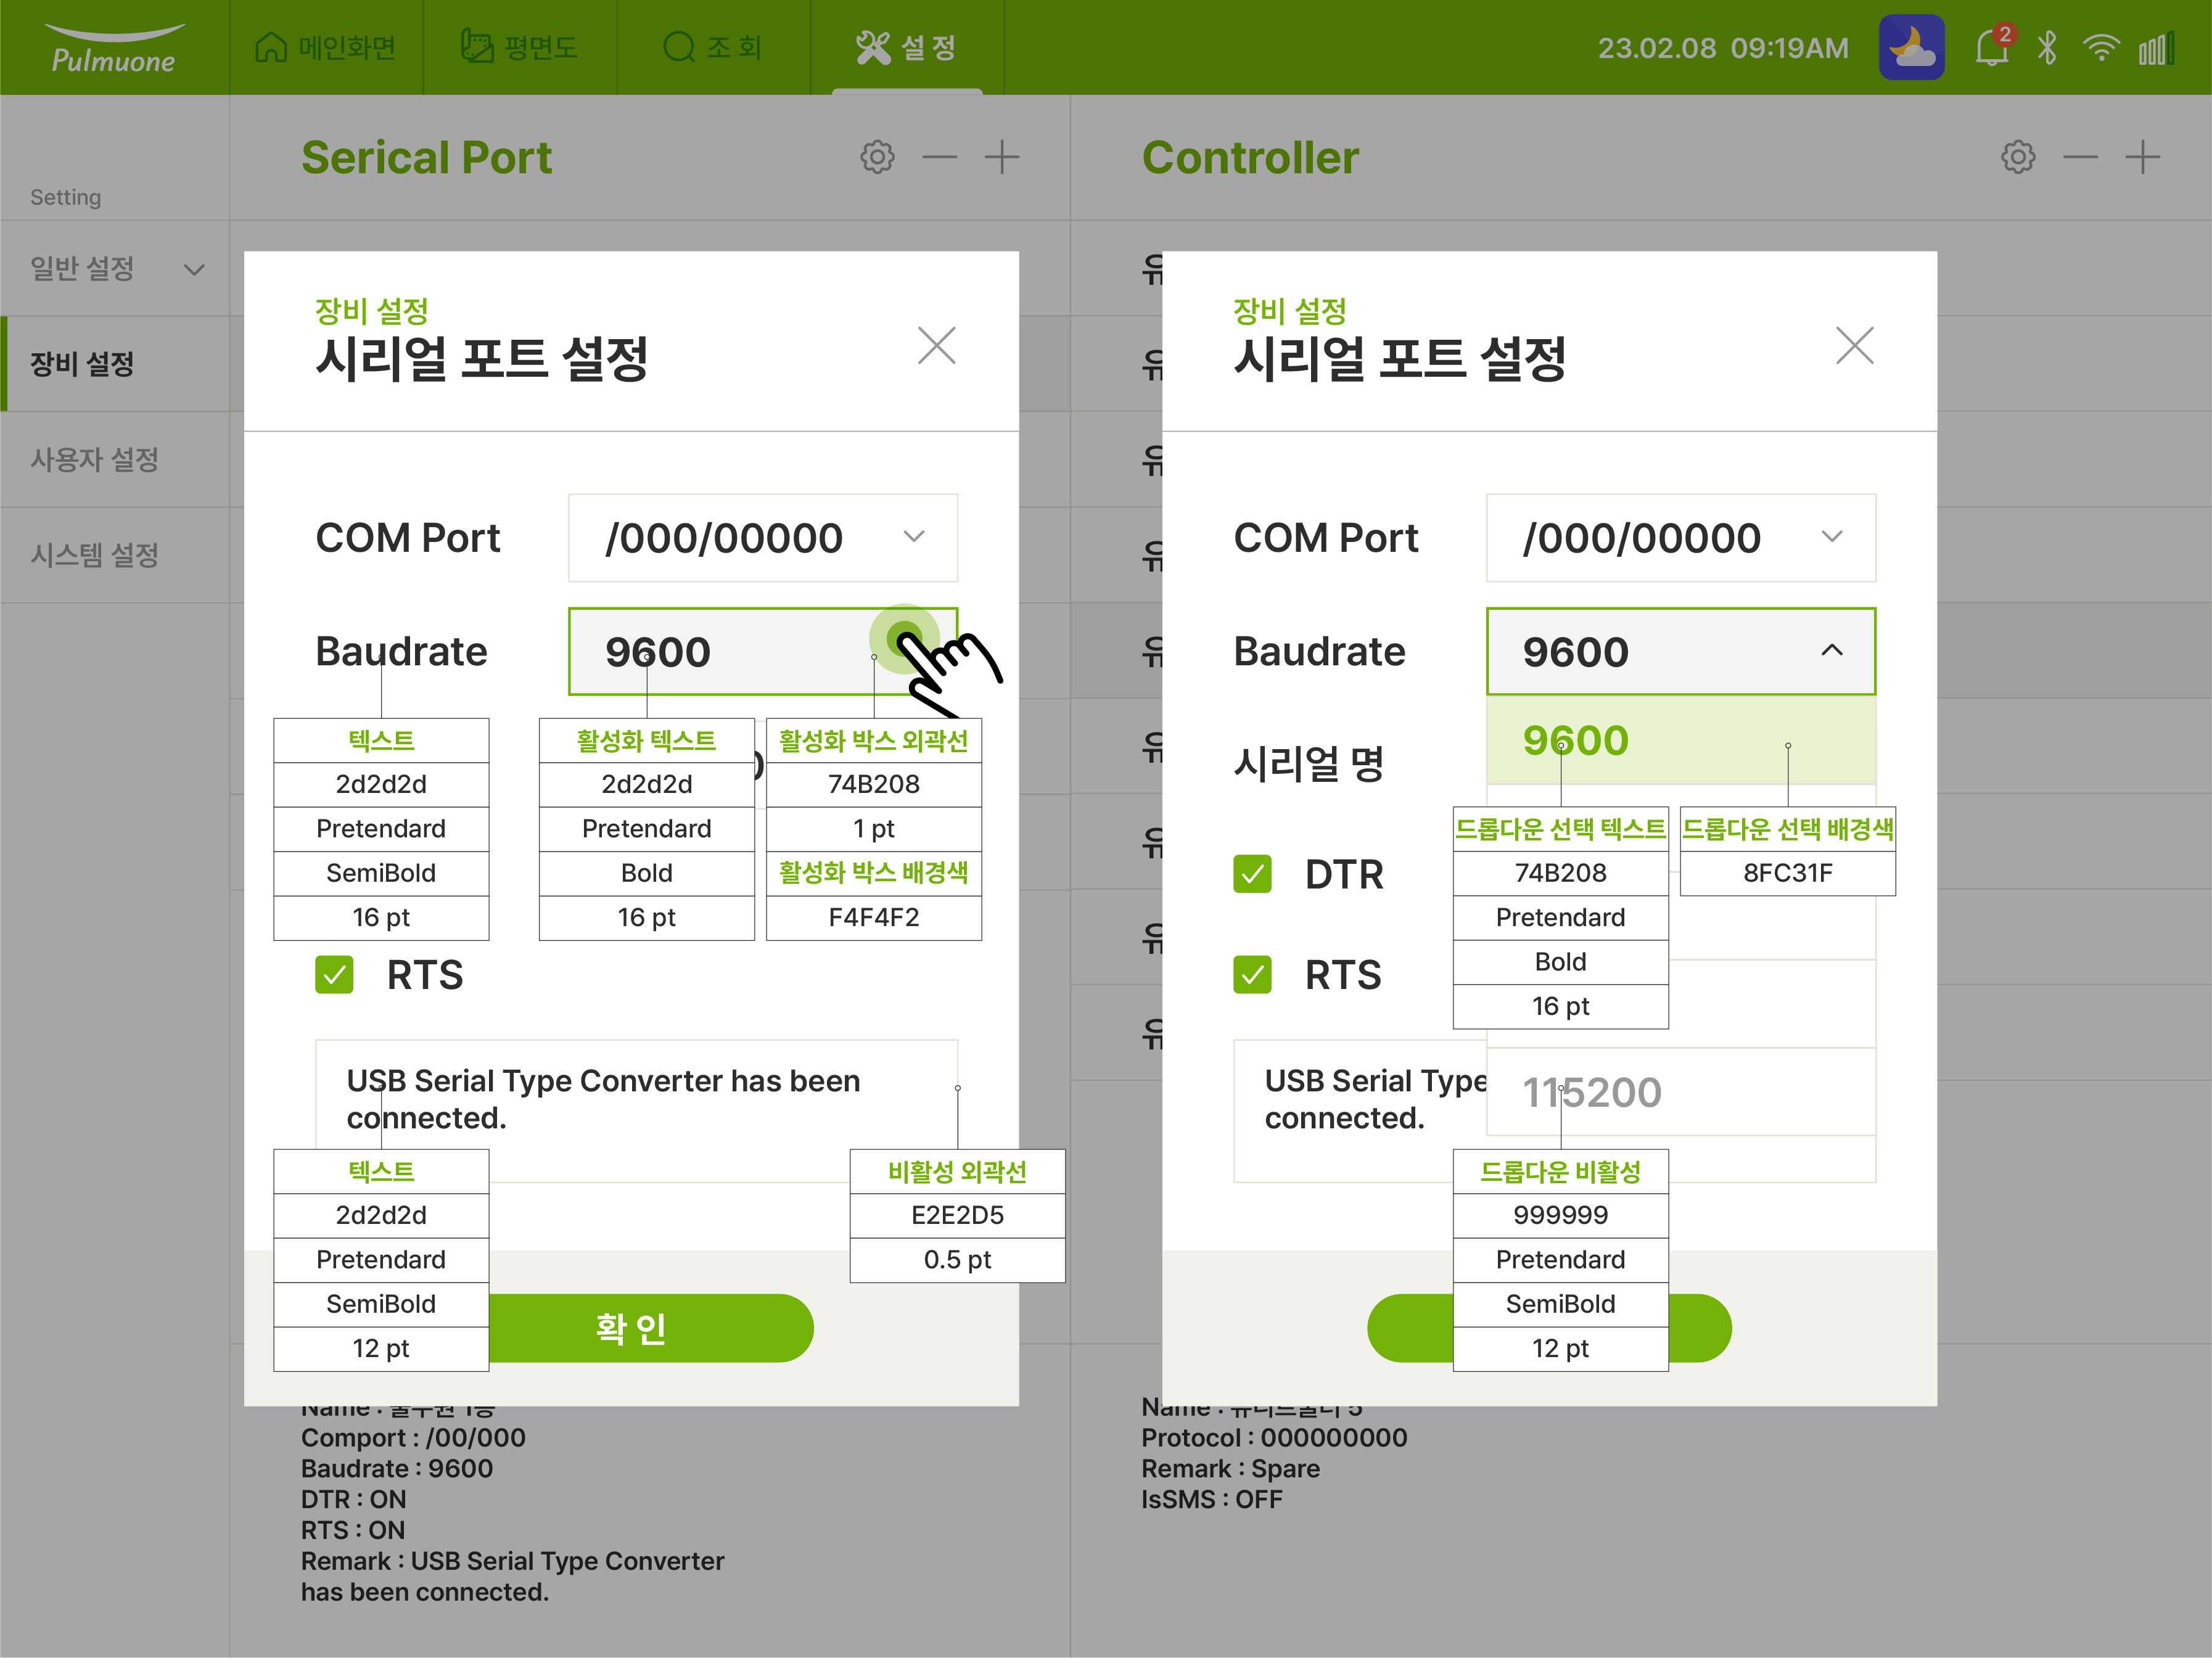 Pulmuone
메인화면
평면도
조 회
설 정
23.02.08 09:19AM
2
Setting
일반 설정
장비 설정
사용자 설정
시스템 설정
Serical Port
Controller
장비 설정
시리얼 포트 설정
COM Port
/000/00000
Baudrate
9600
텍스트
2d2d2d
Pretendard
SemiBold
16 pt
활성화 텍스트
2d2d2d
Pretendard
Bold
16 pt
활성화 박스 외곽선
74B208
1 pt
활성화 박스 배경색
F4F4F2
RTS
USB Serial Type Converter has been
connected.
텍스트
2d2d2d
Pretendard
SemiBold
12 pt
비활성 외곽선
E2E2D5
0.5 pt
확 인
Comport : /00/000
Baudrate : 9600
DTR : ON
RTS : ON
Remark : USB Serial Type Converter
has been connected.
유
유
유
유
유
유
유
유
유
장비 설정
시리얼 포트 설정
COM Port
/000/00000
Baudrate
9600
9600
시리얼 명
드롭다운 선택 텍스트
74B208
Pretendard
Bold
16 pt
드롭다운 선택 배경색
8FC31F
DTR
RTS
USB Serial Type
connected.
115200
드롭다운 비활성
999999
Pretendard
SemiBold
12 pt
Name :
Protocol : 000000000
Remark : Spare
IsSMS : OFF